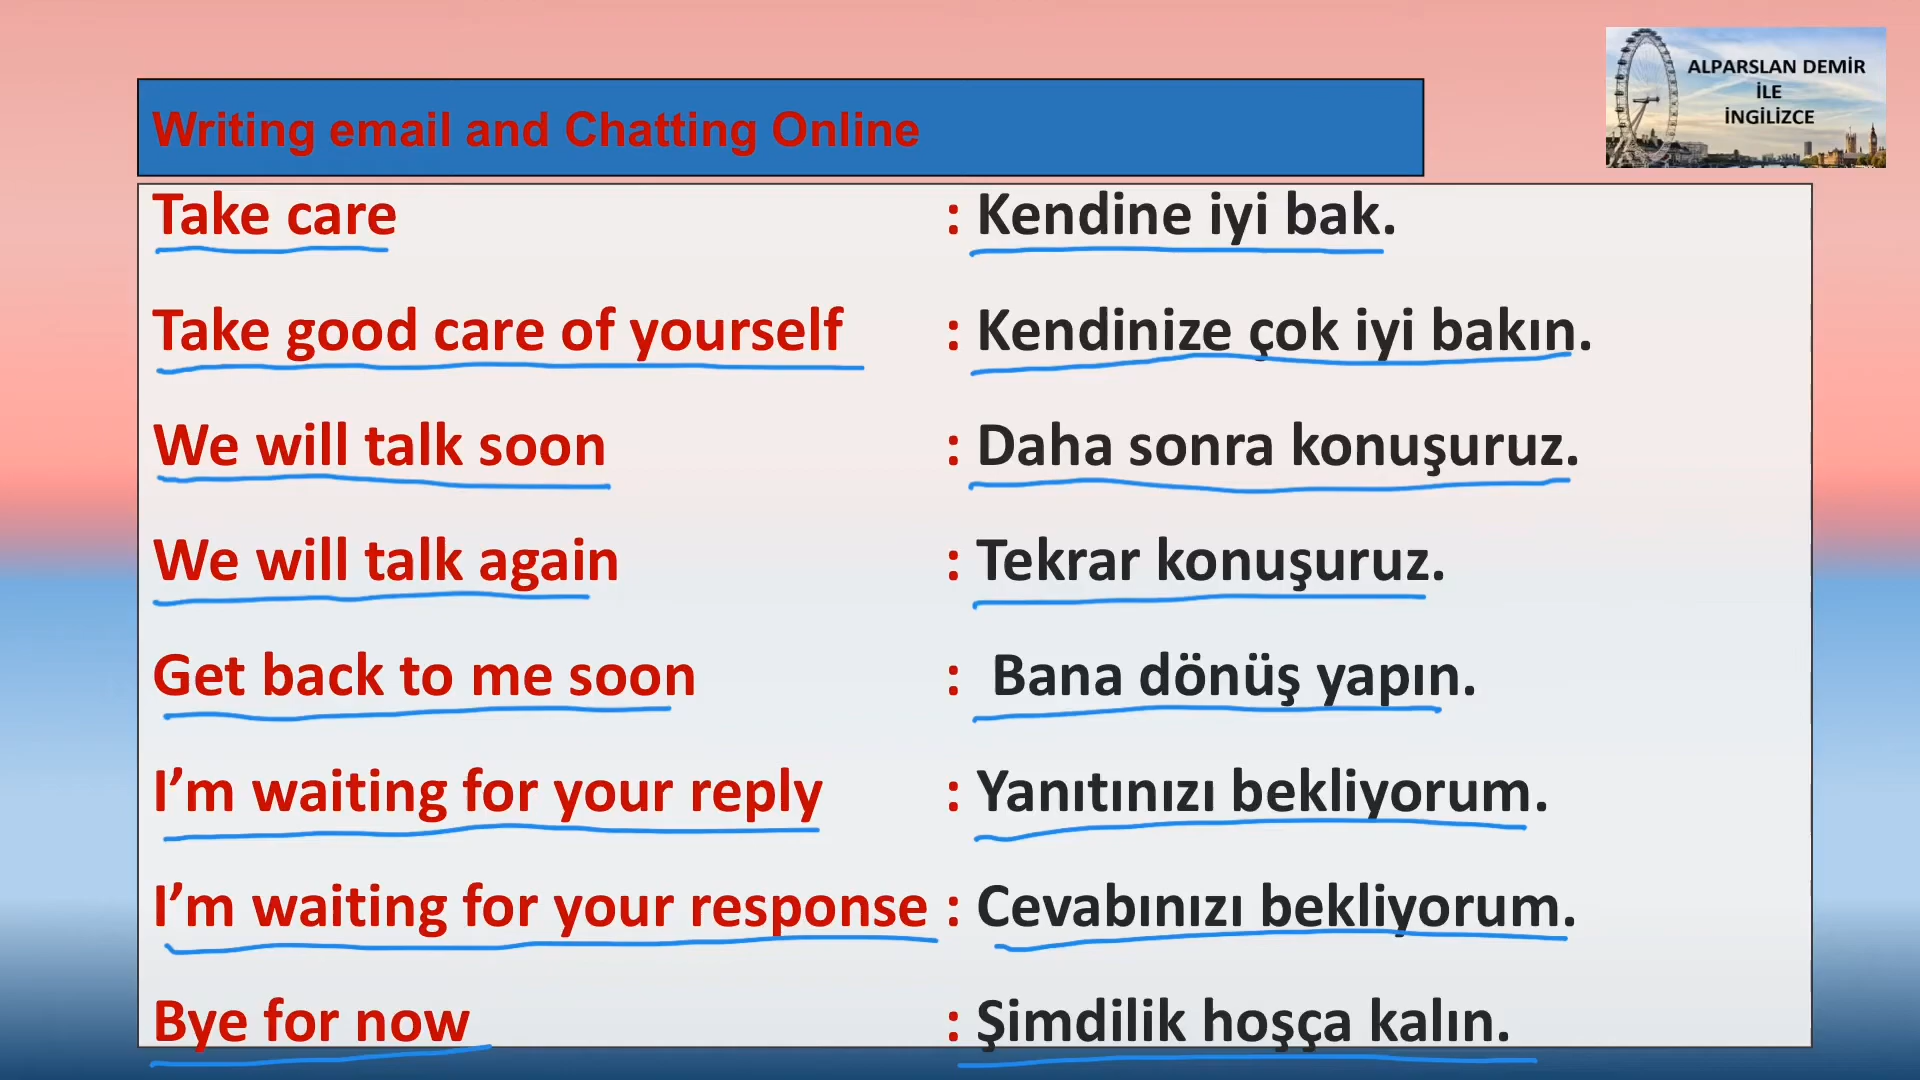 ALPARSLAN DEMİR
İLE
İNGİLİZCE
Writing email and Chatting Online
Take care : Kendine iyi bak.
Take good care of yourself : Kendinize çok iyi bakın.
We will talk soon : Daha sonra konuşuruz.
We will talk again : Tekrar konuşuruz.
Get back to me soon : Bana dönüş yapın.
I’m waiting for your reply : Yanıtınızı bekliyorum.
I’m waiting for your response : Cevabınızı bekliyorum.
Bye for now : Şimdilik hoşça kalın.